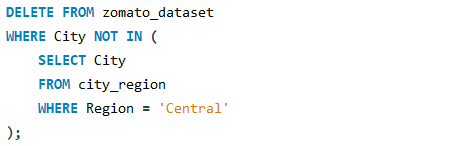 DELETE FROM zomato_dataset
WHERE City NOT IN (
    SELECT City
    FROM city_region
    WHERE Region = 'Central'
);